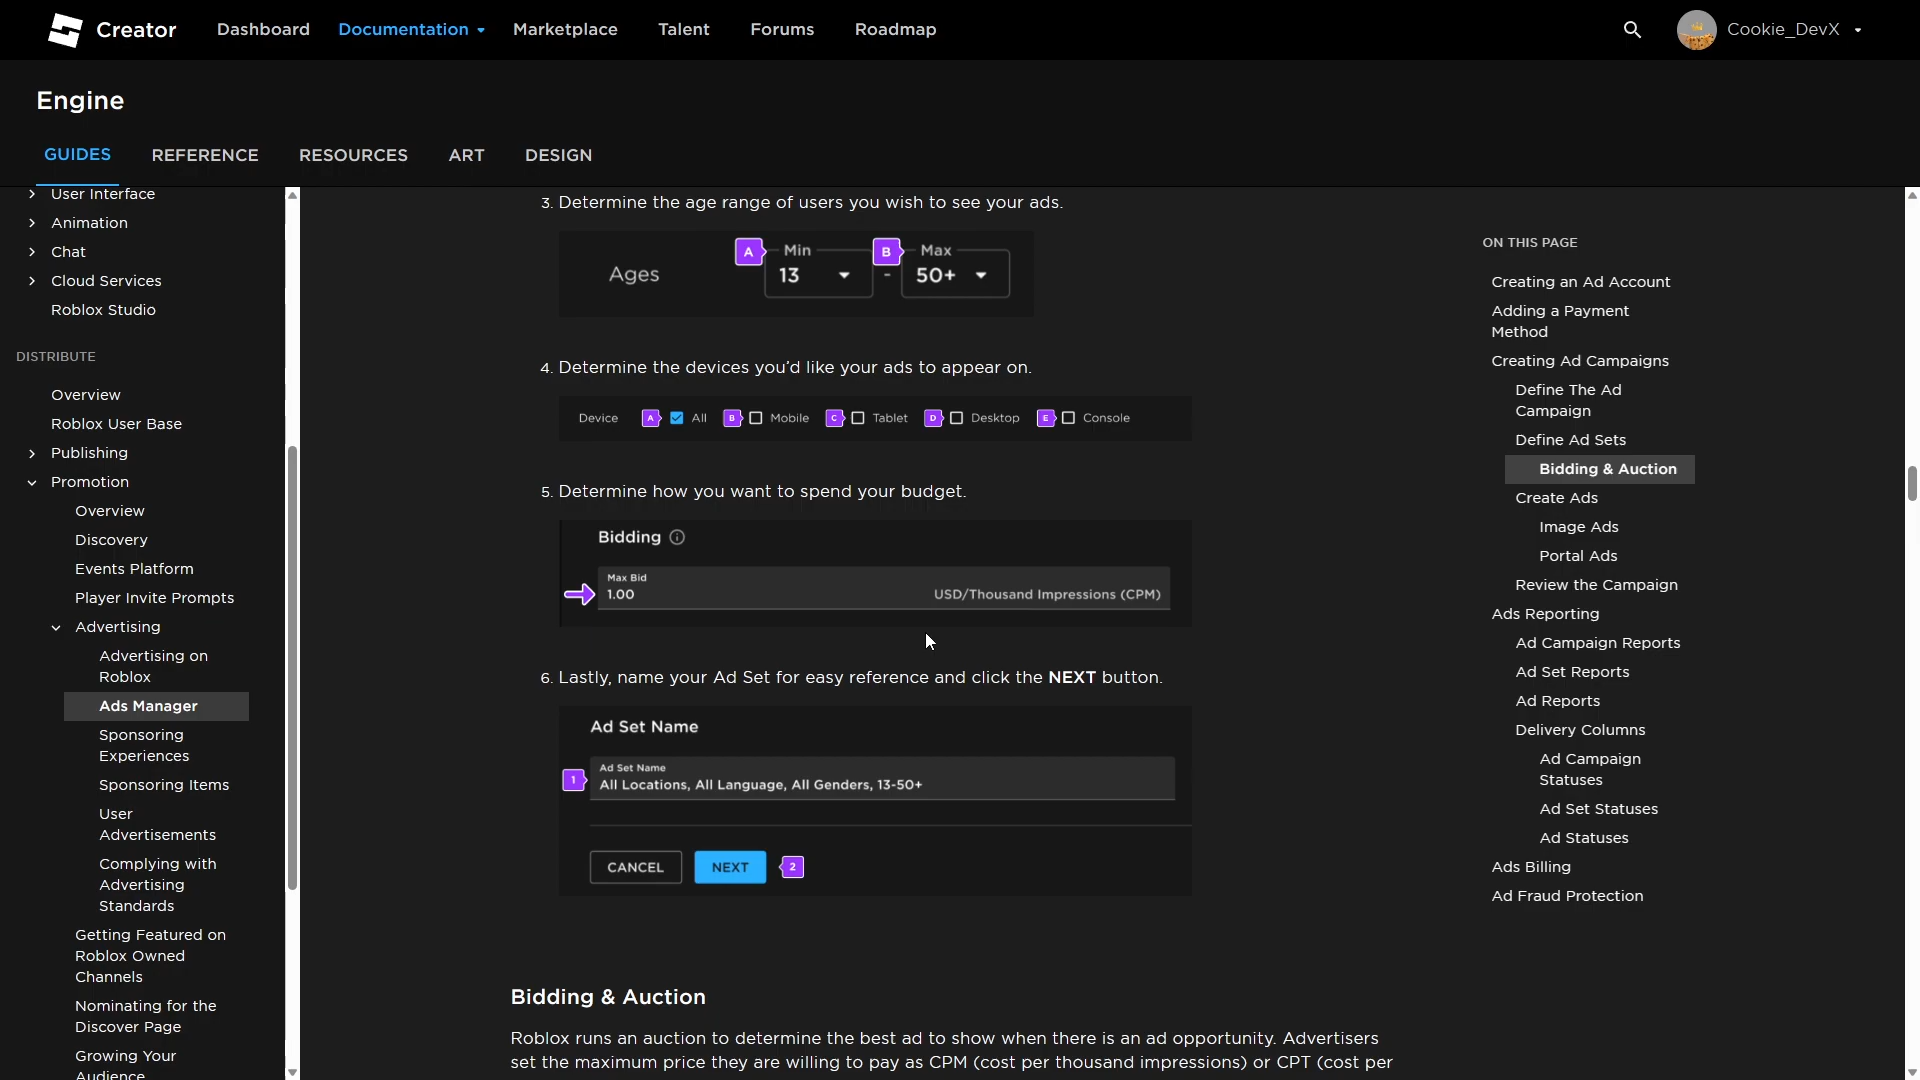 Creator
Dashboard
Documentation
Marketplace
Talent
Forums
Roadmap
Cookie_DevX
Engine
GUIDES
REFERENCE
RESOURCES
ART
DESIGN
User Interface
Animation
Chat
Cloud Services
Roblox Studio
DISTRIBUTE
Overview
Roblox User Base
Publishing
Promotion
Overview
Discovery
Events Platform
Player Invite Prompts
Advertising
Advertising on
Roblox
Ads Manager
Sponsoring
Experiences
Sponsoring Items
User
Advertisements
Complying with
Advertising
Standards
Getting Featured on
Roblox Owned
Channels
Nominating for the
Discover Page
Growing Your
Audience
3. Determine the age range of users you wish to see your ads.
Ages
A
Min
13
-
B
Max
50+
4. Determine the devices you'd like your ads to appear on.
Device A All B Mobile C Tablet D Desktop E Console
5. Determine how you want to spend your budget.
Bidding
Max Bid
1.00 USD/Thousand Impressions (CPM)
6. Lastly, name your Ad Set for easy reference and click the NEXT button.
Ad Set Name
Ad Set Name
1
All Locations, All Language, All Genders, 13-50+
CANCEL
NEXT
2
Bidding & Auction
Roblox runs an auction to determine the best ad to show when there is an ad opportunity. Advertisers
set the maximum price they are willing to pay as CPM (cost per thousand impressions) or CPT (cost per
ON THIS PAGE
Creating an Ad Account
Adding a Payment
Method
Creating Ad Campaigns
Define The Ad
Campaign
Define Ad Sets
Bidding & Auction
Create Ads
Image Ads
Portal Ads
Review the Campaign
Ads Reporting
Ad Campaign Reports
Ad Set Reports
Ad Reports
Delivery Columns
Ad Campaign
Statuses
Ad Set Statuses
Ad Statuses
Ads Billing
Ad Fraud Protection